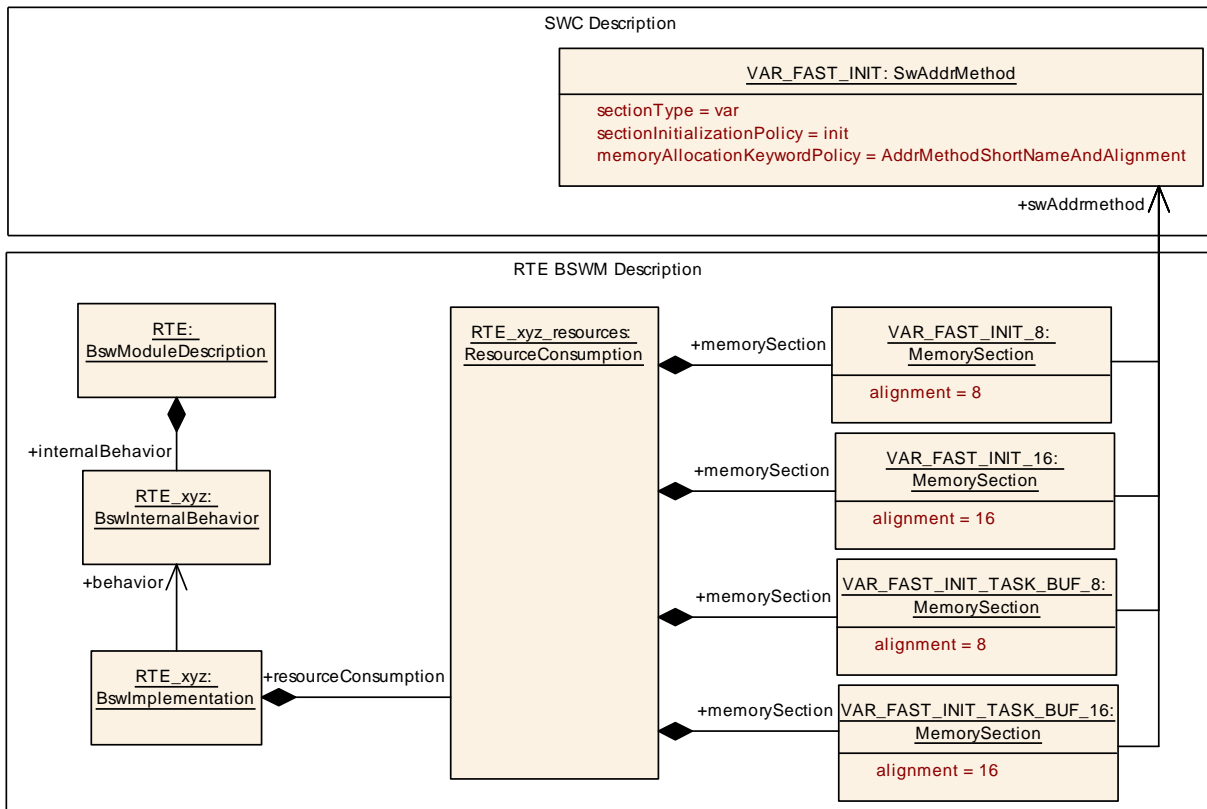 SWC Description
VAR_FAST_INIT: SwAddrMethod
sectionType = var
sectionInitializationPolicy = init
memoryAllocationKeywordPolicy = AddrMethodShortNameAndAlignment
+swAddrmethod
RTE BSWM Description
RTE:
BswModuleDescription
+internalBehavior
RTE_xyz:
BswInternalBehavior
+behavior
RTE_xyz:
BswImplementation
+resourceConsumption
RTE_xyz_resources:
ResourceConsumption
+memorySection
VAR_FAST_INIT_8:
MemorySection
alignment = 8
+memorySection
VAR_FAST_INIT_16:
MemorySection
alignment = 16
+memorySection
VAR_FAST_INIT_TASK_BUF_8:
MemorySection
alignment = 8
+memorySection
VAR_FAST_INIT_TASK_BUF_16:
MemorySection
alignment = 16